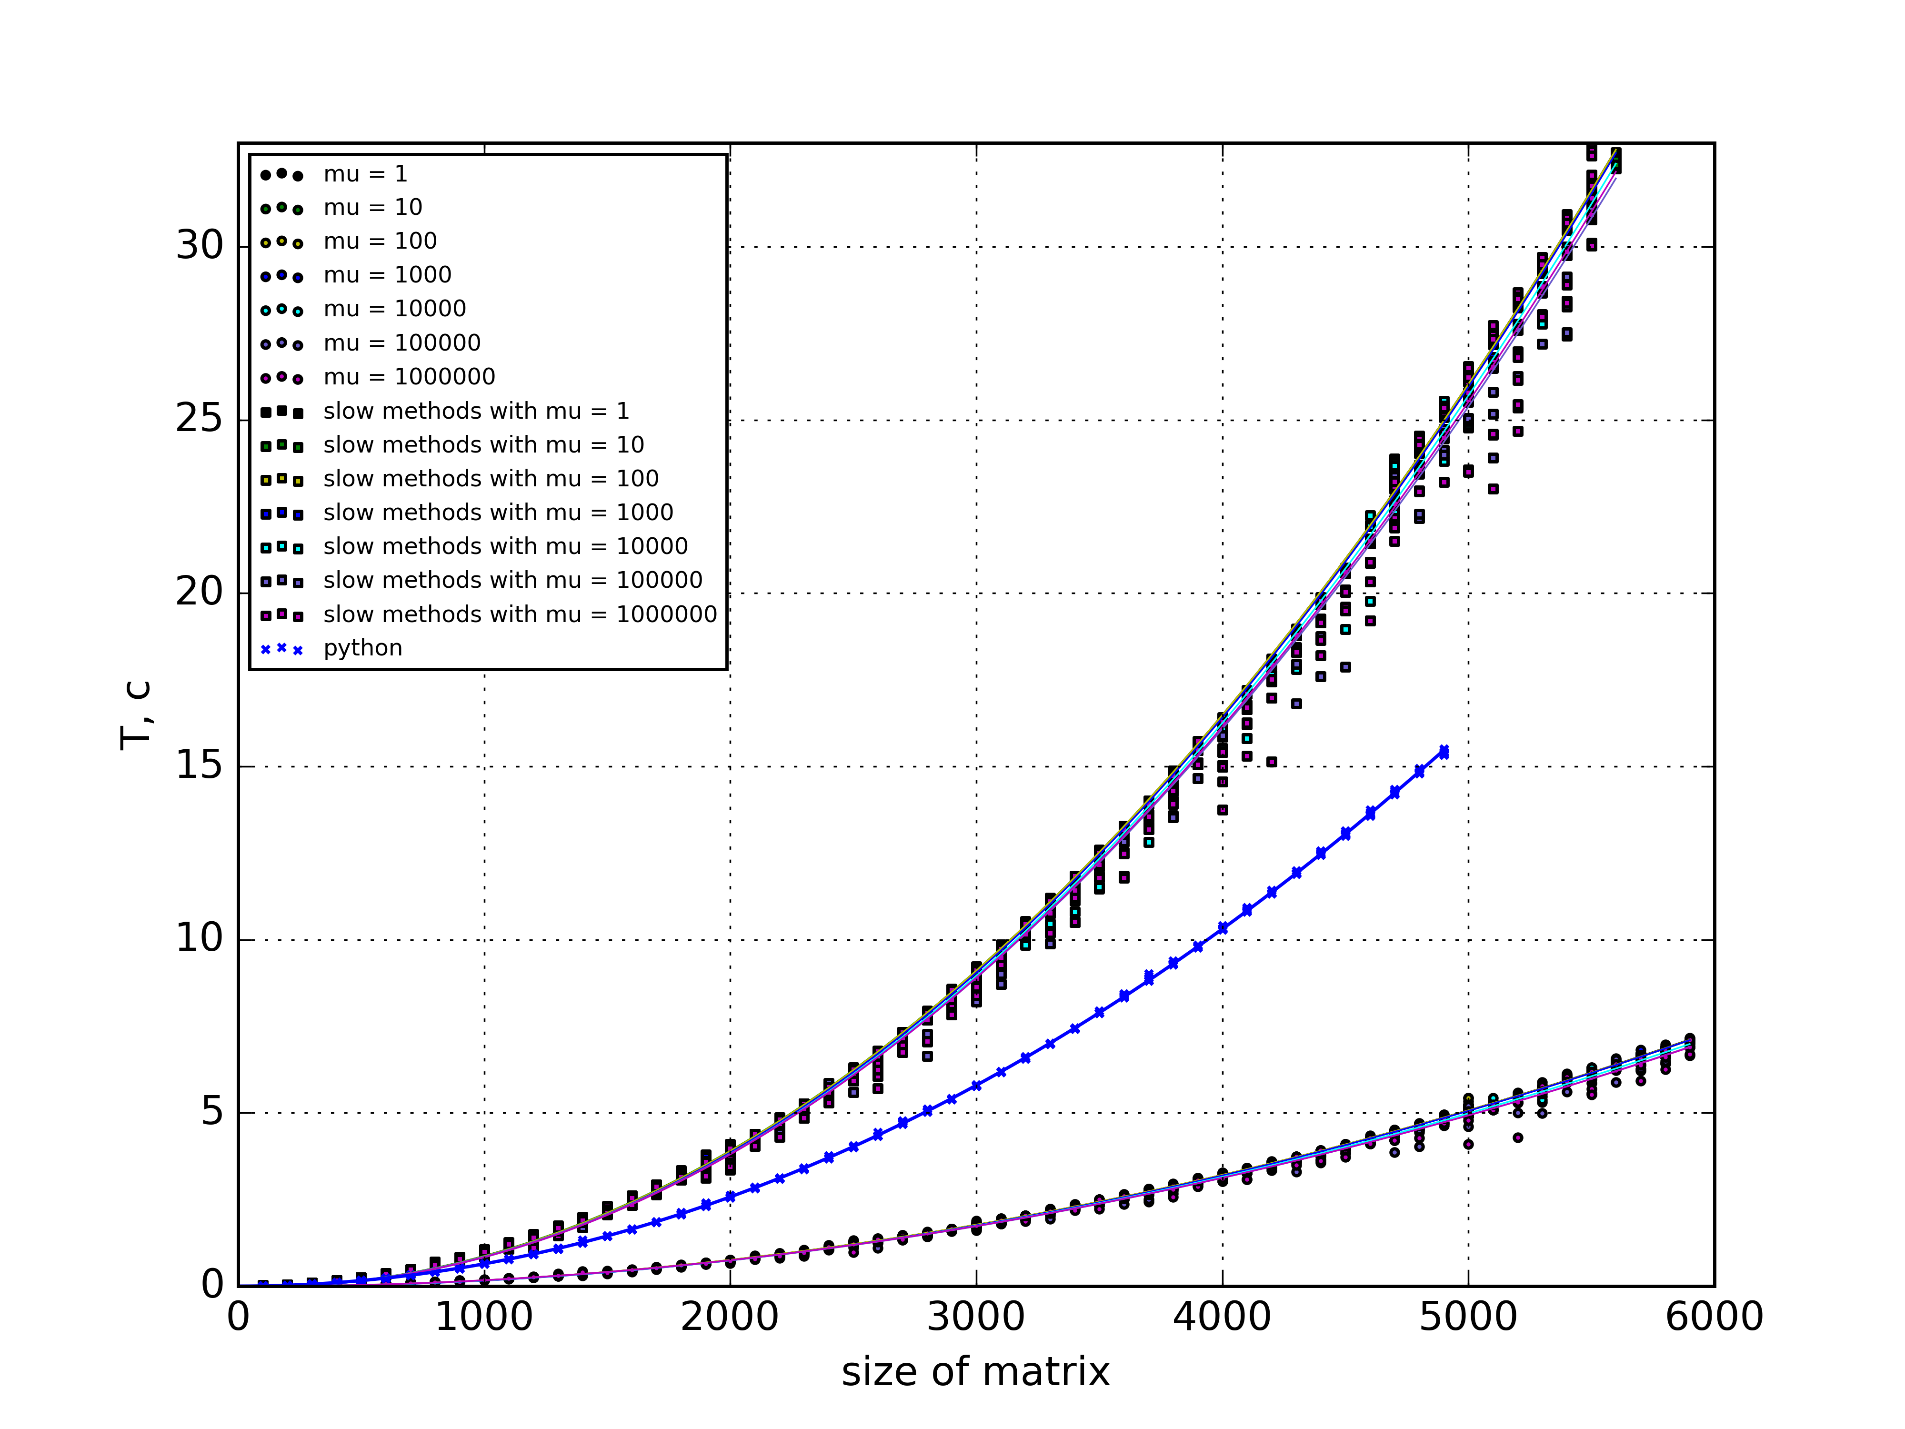 mu = 1
mu = 10
mu = 100
mu = 1000
mu = 10000
mu = 100000
mu = 1000000
slow methods with mu = 1
slow methods with mu = 10
slow methods with mu = 100
slow methods with mu = 1000
slow methods with mu = 10000
slow methods with mu = 100000
slow methods with mu = 1000000
python
30
25
20
15
10
5
0
T, c
0 1000 2000 3000 4000 5000 6000
size of matrix